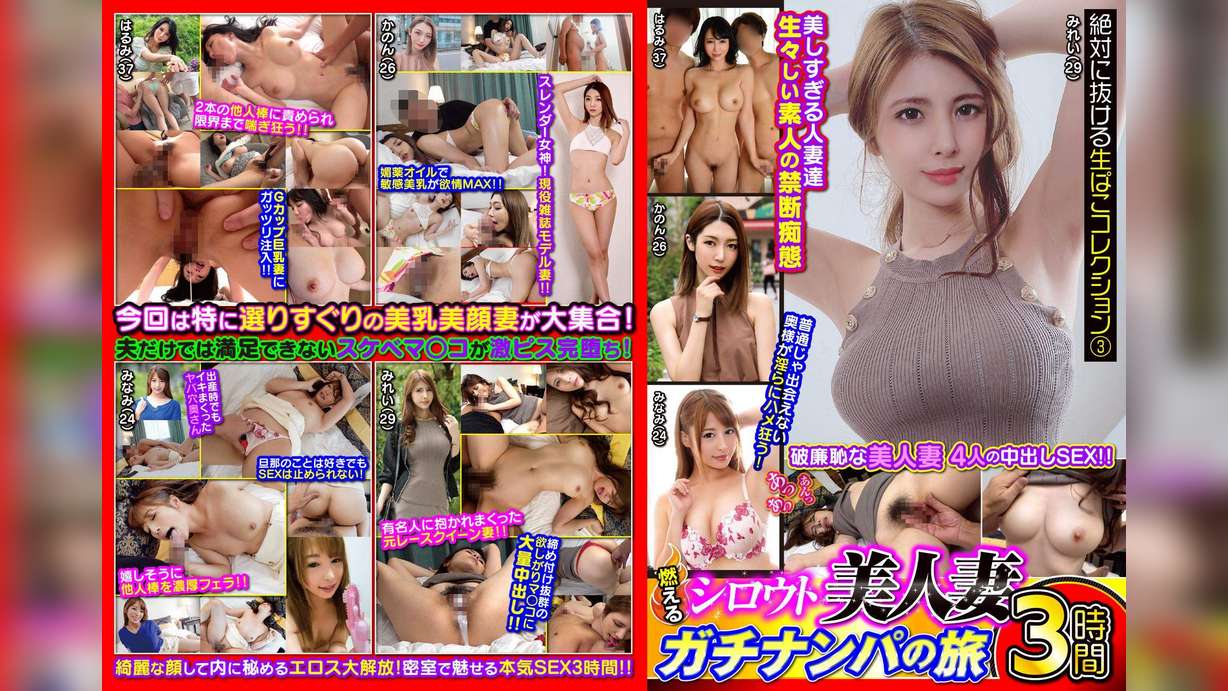 はるみ(37)
2本の他人棒に責められ
限界まで喘ぎ狂う!!
Gカップ巨乳妻に
ガッツリ注入!!
かのん(26)
スレンダー女神!現役雑誌モデル妻!!
媚薬オイルで
敏感美乳が欲情MAX!!
今回は特に選りすぐりの美乳美顔妻が大集合!
夫だけでは満足できないスケベマ〇コが激ピス完堕ち!
みなみ(24)
出産時でも
イキまくった
ヤバ穴奥さん
旦那のことは好きでも
SEXは止められない!
嬉しそうに
他人棒を濃厚フェラ!!
みれい(29)
有名人に抱かれまくった
元レースクイーン妻!!
締め付け抜群の
欲しがりマ〇コに
大量中出し!!
綺麗な顔して内に秘めるエロス大解放!密室で魅せる本気SEX3時間!!
はるみ(37)
美しすぎる人妻達
生々しい素人の禁断痴態
みれい(29)
絶対に抜ける生ぱこコレクション③
かのん(26)
普通じゃ出会えない
奥様が淫らにハメ狂う!
みなみ(24)
破廉恥な美人妻 4人の中出しSEX!!
あんっ
あっ
あっ
燃える
シロウト美人妻
ガチナンパの旅
3時間